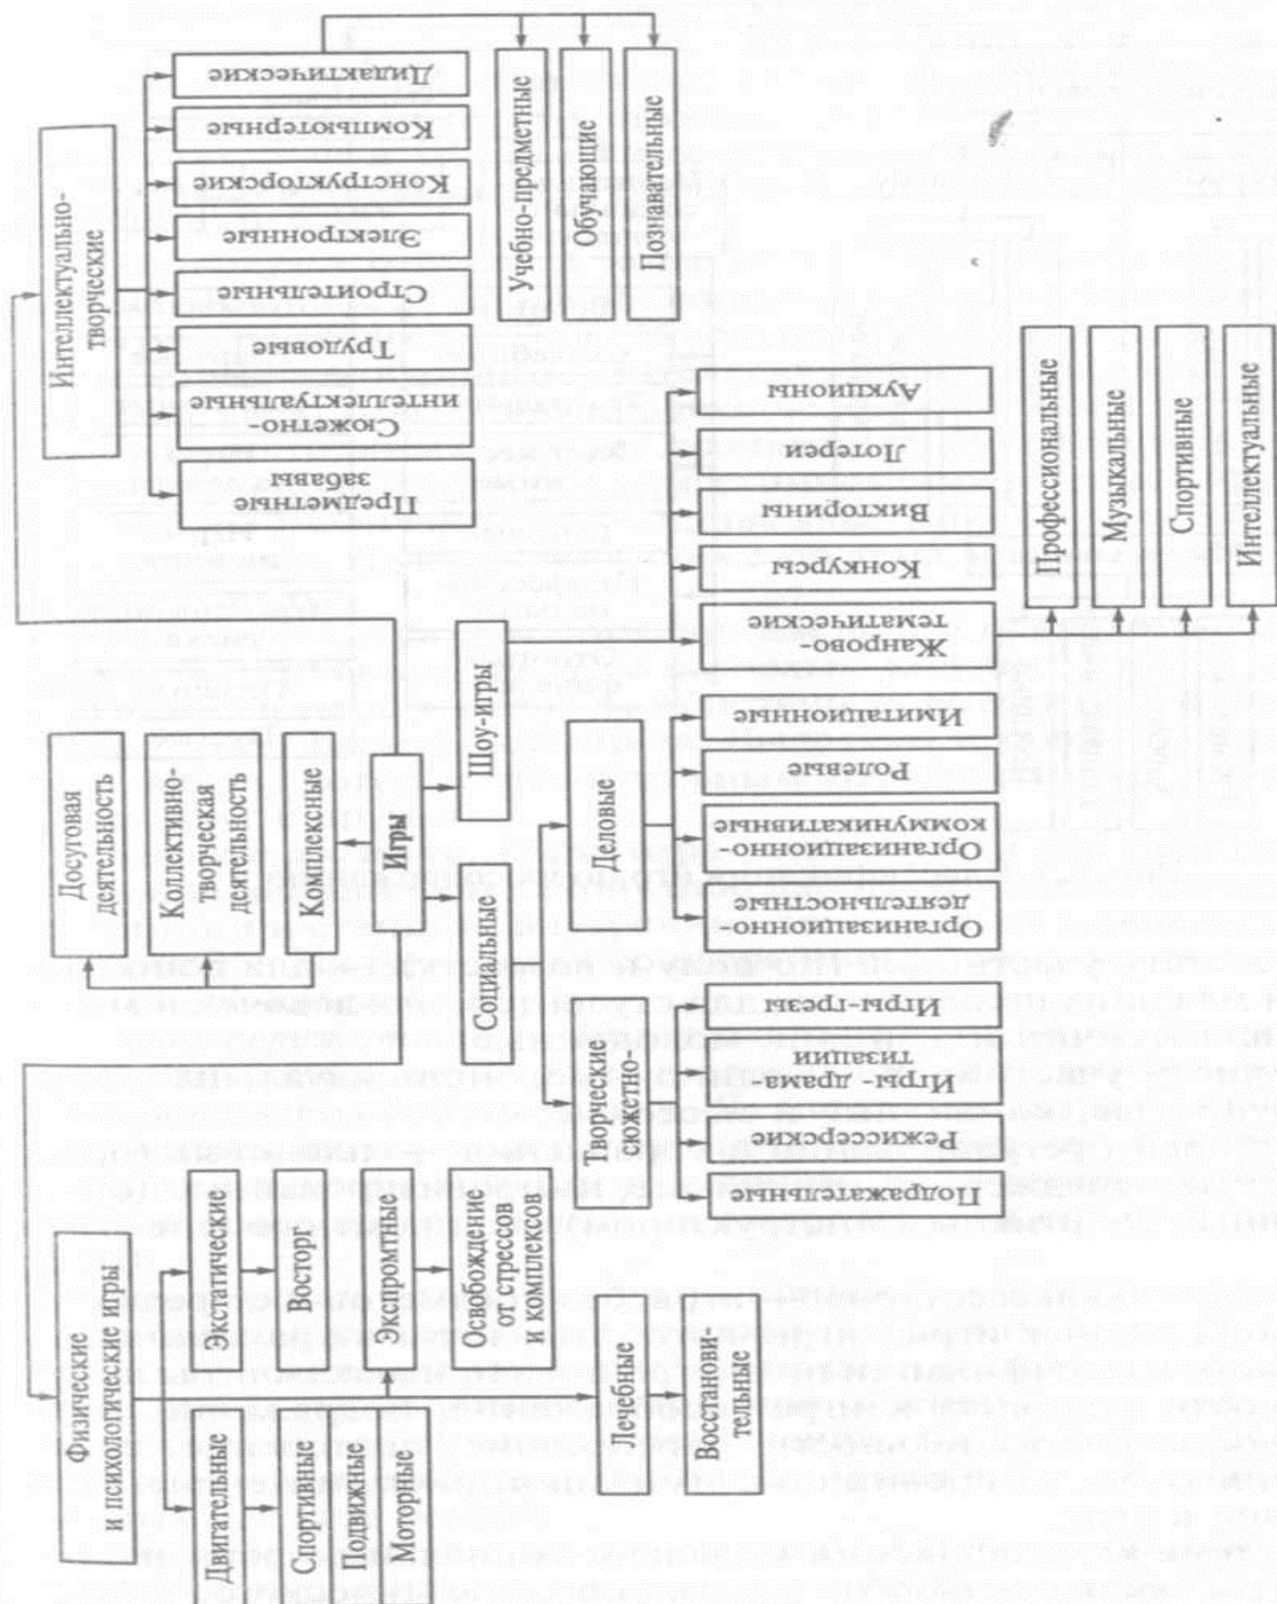 Физические
и психологические игры
Двигательные
Спортивные
Подвижные
Моторные
Экстатические
Восторг
Экспромтные
Освобождение
от стрессов
и комплексов
Лечебные
Восстанови-
тельные
Досуговая
деятельность
Коллективно-
творческая
деятельность
Комплексные
Игры
Социальные
Шоу-игры
Творческие
сюжетно-
Подражательные
Режиссерские
Игры - драма-
тизации
Игры-грезы
Деловые
Организационно-
деятельностные
Организационно-
коммуникативные
Ролевые
Имитационные
Жанрово-
тематические
Конкурсы
Викторины
Лотереи
Аукционы
Профессиональные
Музыкальные
Спортивные
Интеллектуальные
Интеллектуально-
творческие
Предметные
забавы
Сюжетно-
интеллектуальные
Трудовые
Строительные
Электронные
Конструкторские
Компьютерные
Дидактические
Учебно-предметные
Обучающие
Познавательные